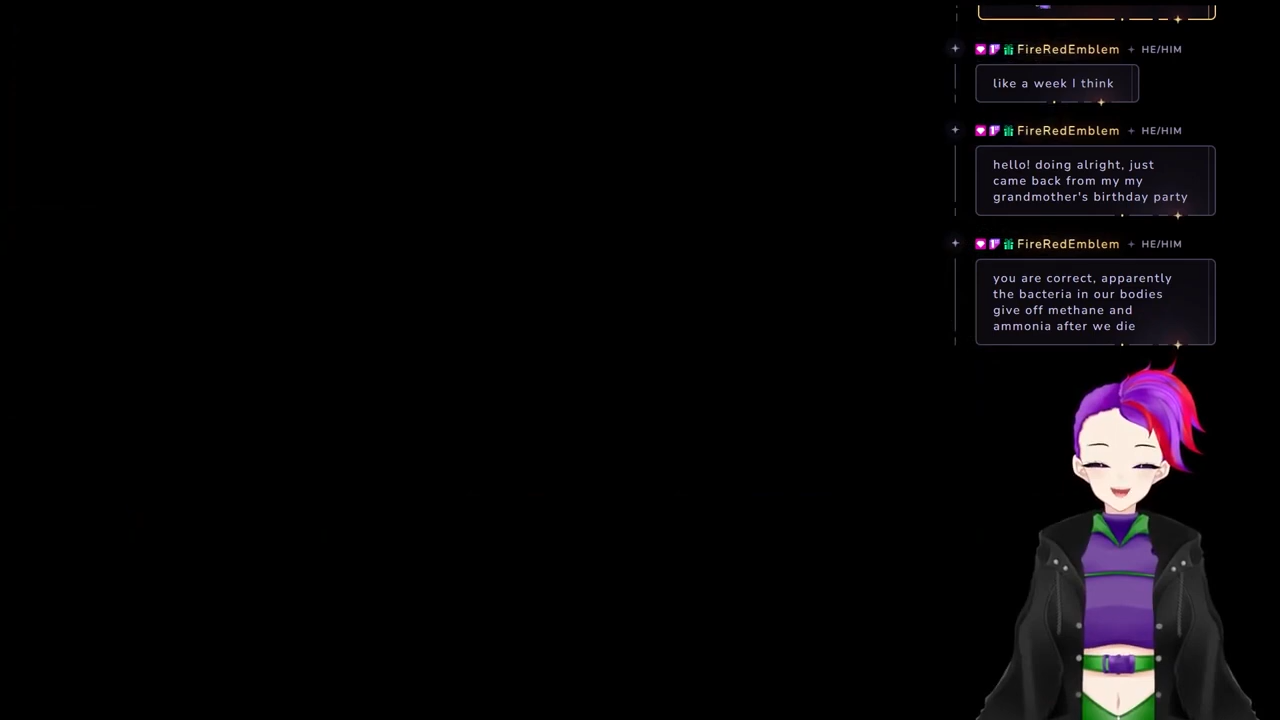 FireRedEmblem HE/HIM
like a week I think
FireRedEmblem HE/HIM
hello! doing alright, just
came back from my my
grandmother's birthday party
FireRedEmblem HE/HIM
you are correct, apparently
the bacteria in our bodies
give off methane and
ammonia after we die